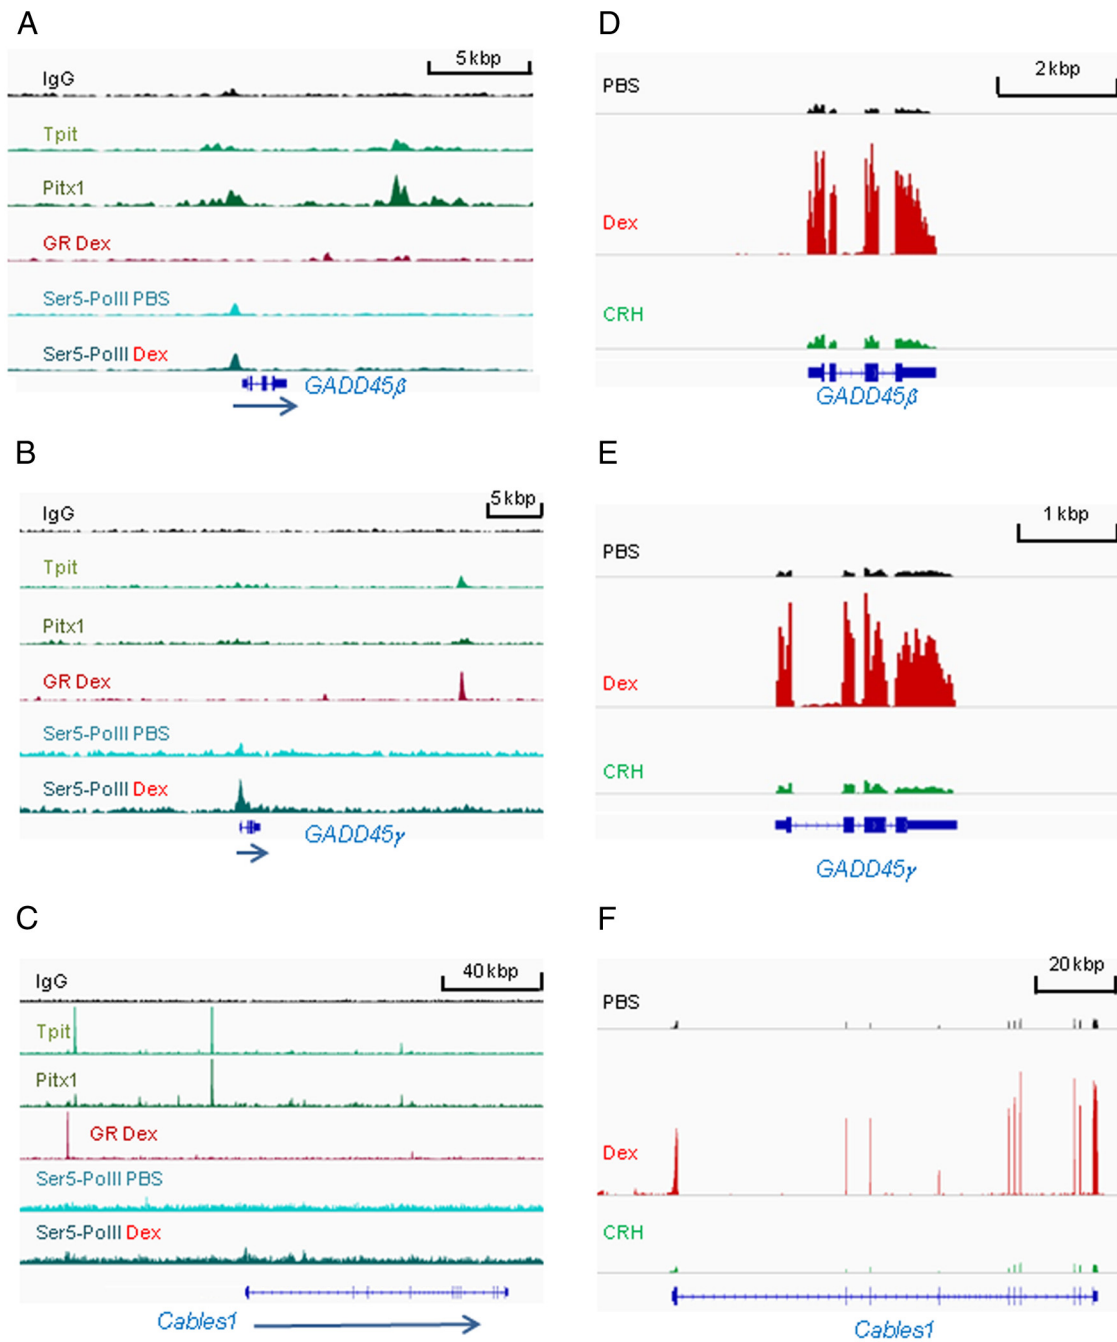 A
5 kbp
IgG
Tpit
Pitx1
GR Dex
Ser5-PolII PBS
Ser5-PolII Dex
GADD45β
B
5 kbp
IgG
Tpit
Pitx1
GR Dex
Ser5-PolII PBS
Ser5-PolII Dex
GADD45γ
C
40 kbp
IgG
Tpit
Pitx1
GR Dex
Ser5-PolII PBS
Ser5-PolII Dex
Cables1
D
2 kbp
PBS
Dex
CRH
GADD45β
E
1 kbp
PBS
Dex
CRH
GADD45γ
F
20 kbp
PBS
Dex
CRH
Cables1